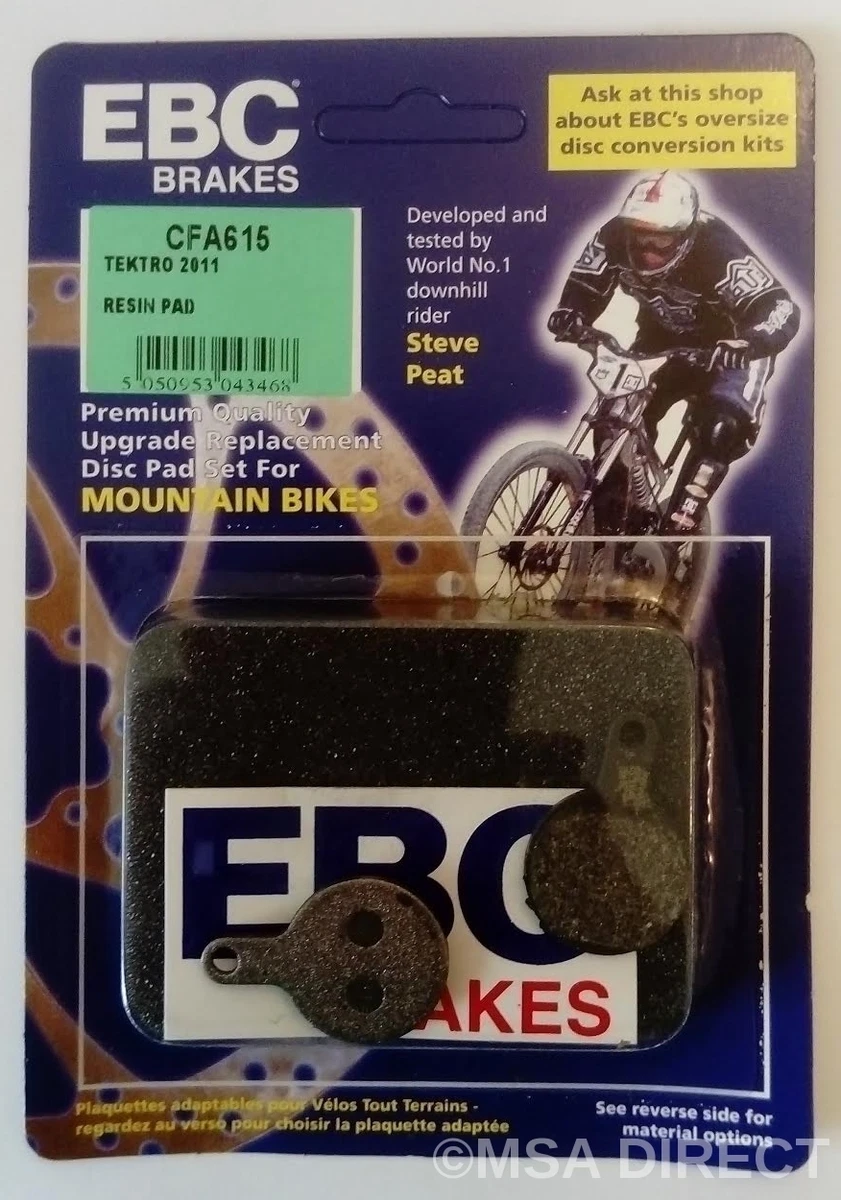 EBC
BRAKES
Ask at this shop
about EBC's oversize
disc conversion kits
CFA615
TEKTRO 2011
RESIN PAD
5 050953 043468
Developed and
tested by
World No.1
downhill
rider
Steve
Peat
Premium Quality
Upgrade Replacement
Disc Pad Set For
MOUNTAIN BIKES
1
EBC
AKES
Plaquettes adaptables pour Vélos Tout Terrains -
regardez au verso pour choisir la plaquette adaptée
See reverse side for
material options
©MSA DIRECT